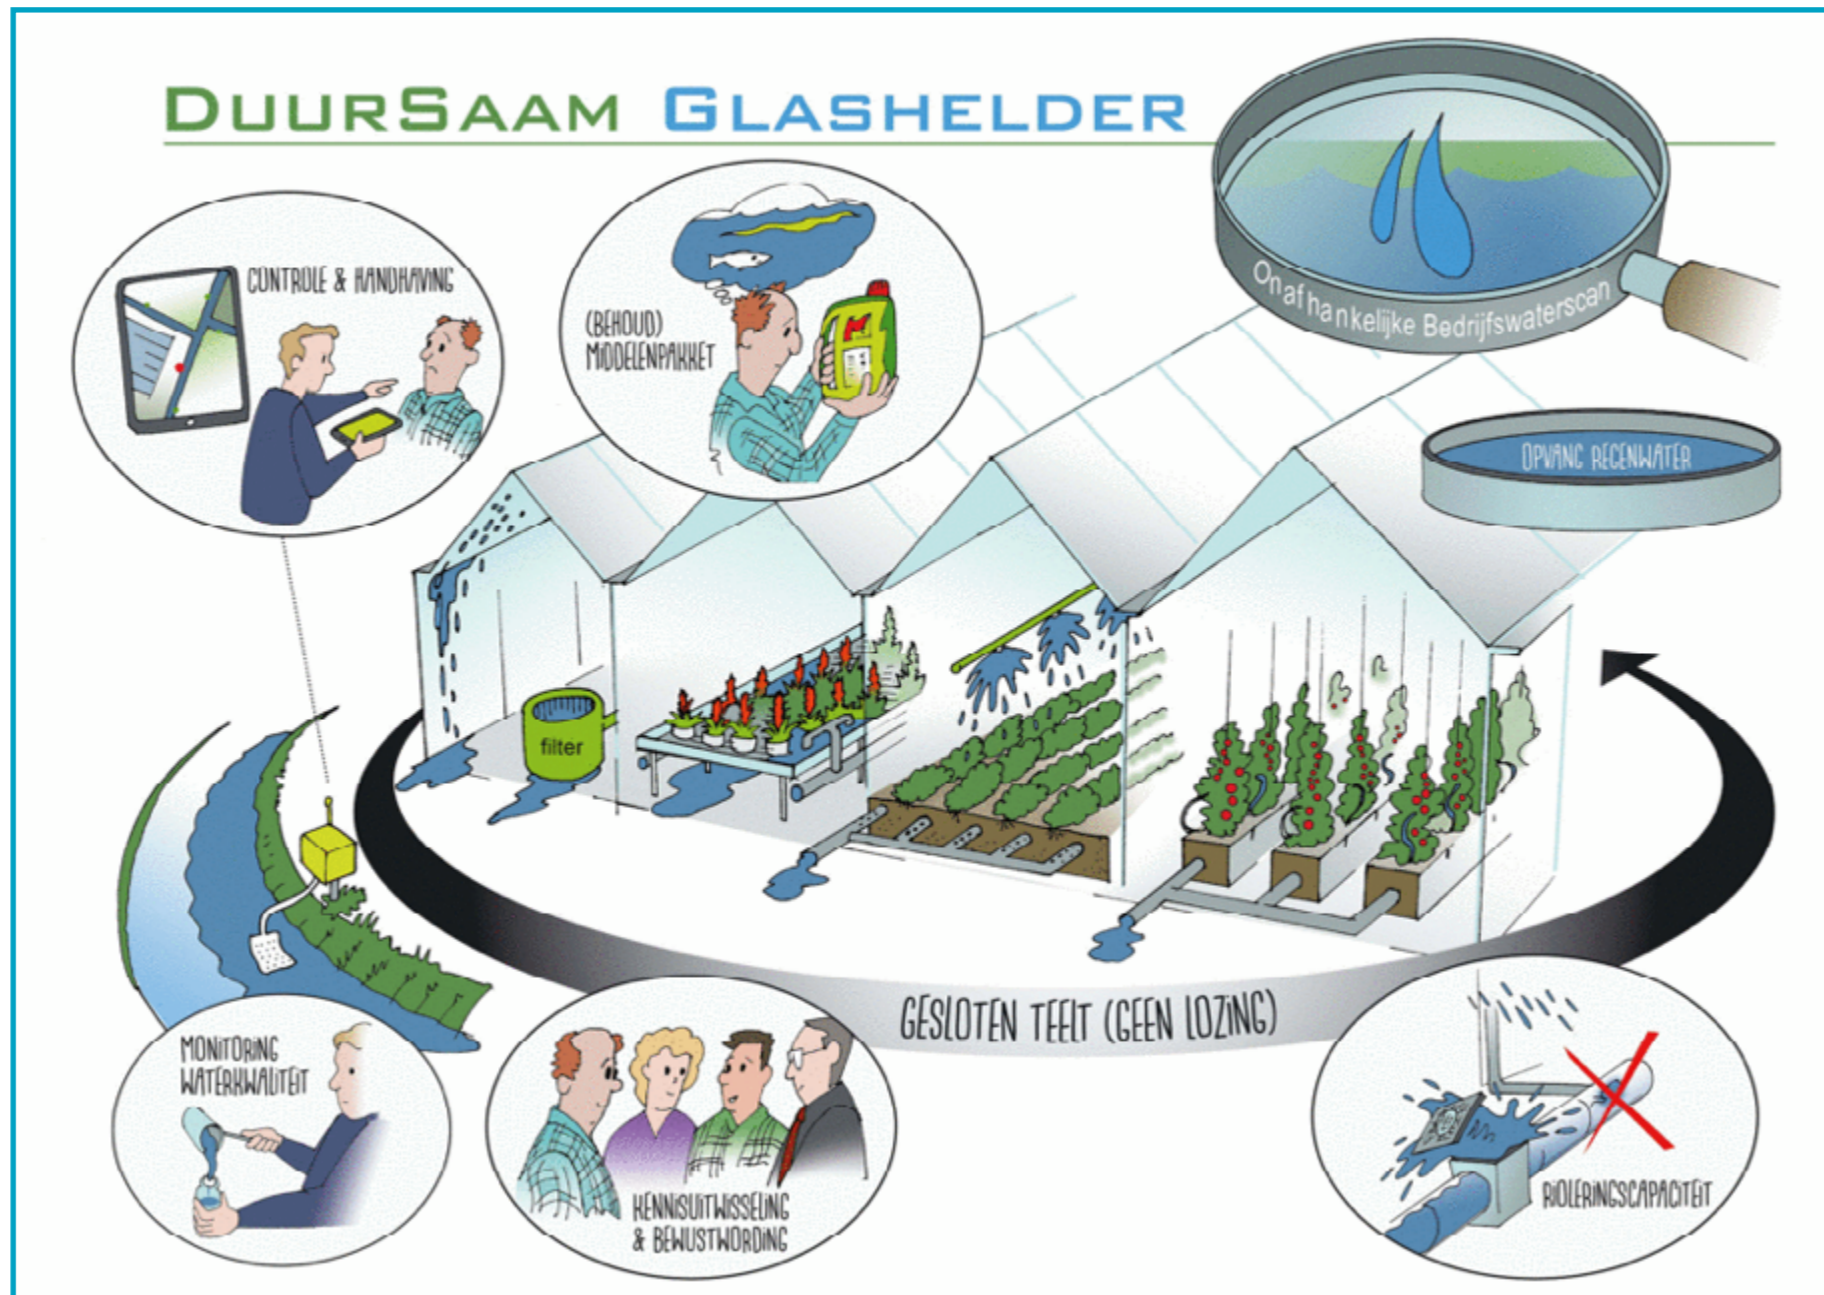 DUURSAAM GLASHELDER
Onafhankelijke Bedrijfswaterscan
CONTROLE & HANDHAVING
(BEHOUD)
MIDDELENPAKKET
OPVANG REGENWATER
filter
GESLOTEN TEELT (GEEN LOZING)
MONITORING
WATERKWALITEIT
KENNISUITWISSELING
& BEWUSTWORDING
RIOLERINGSCAPACITEIT